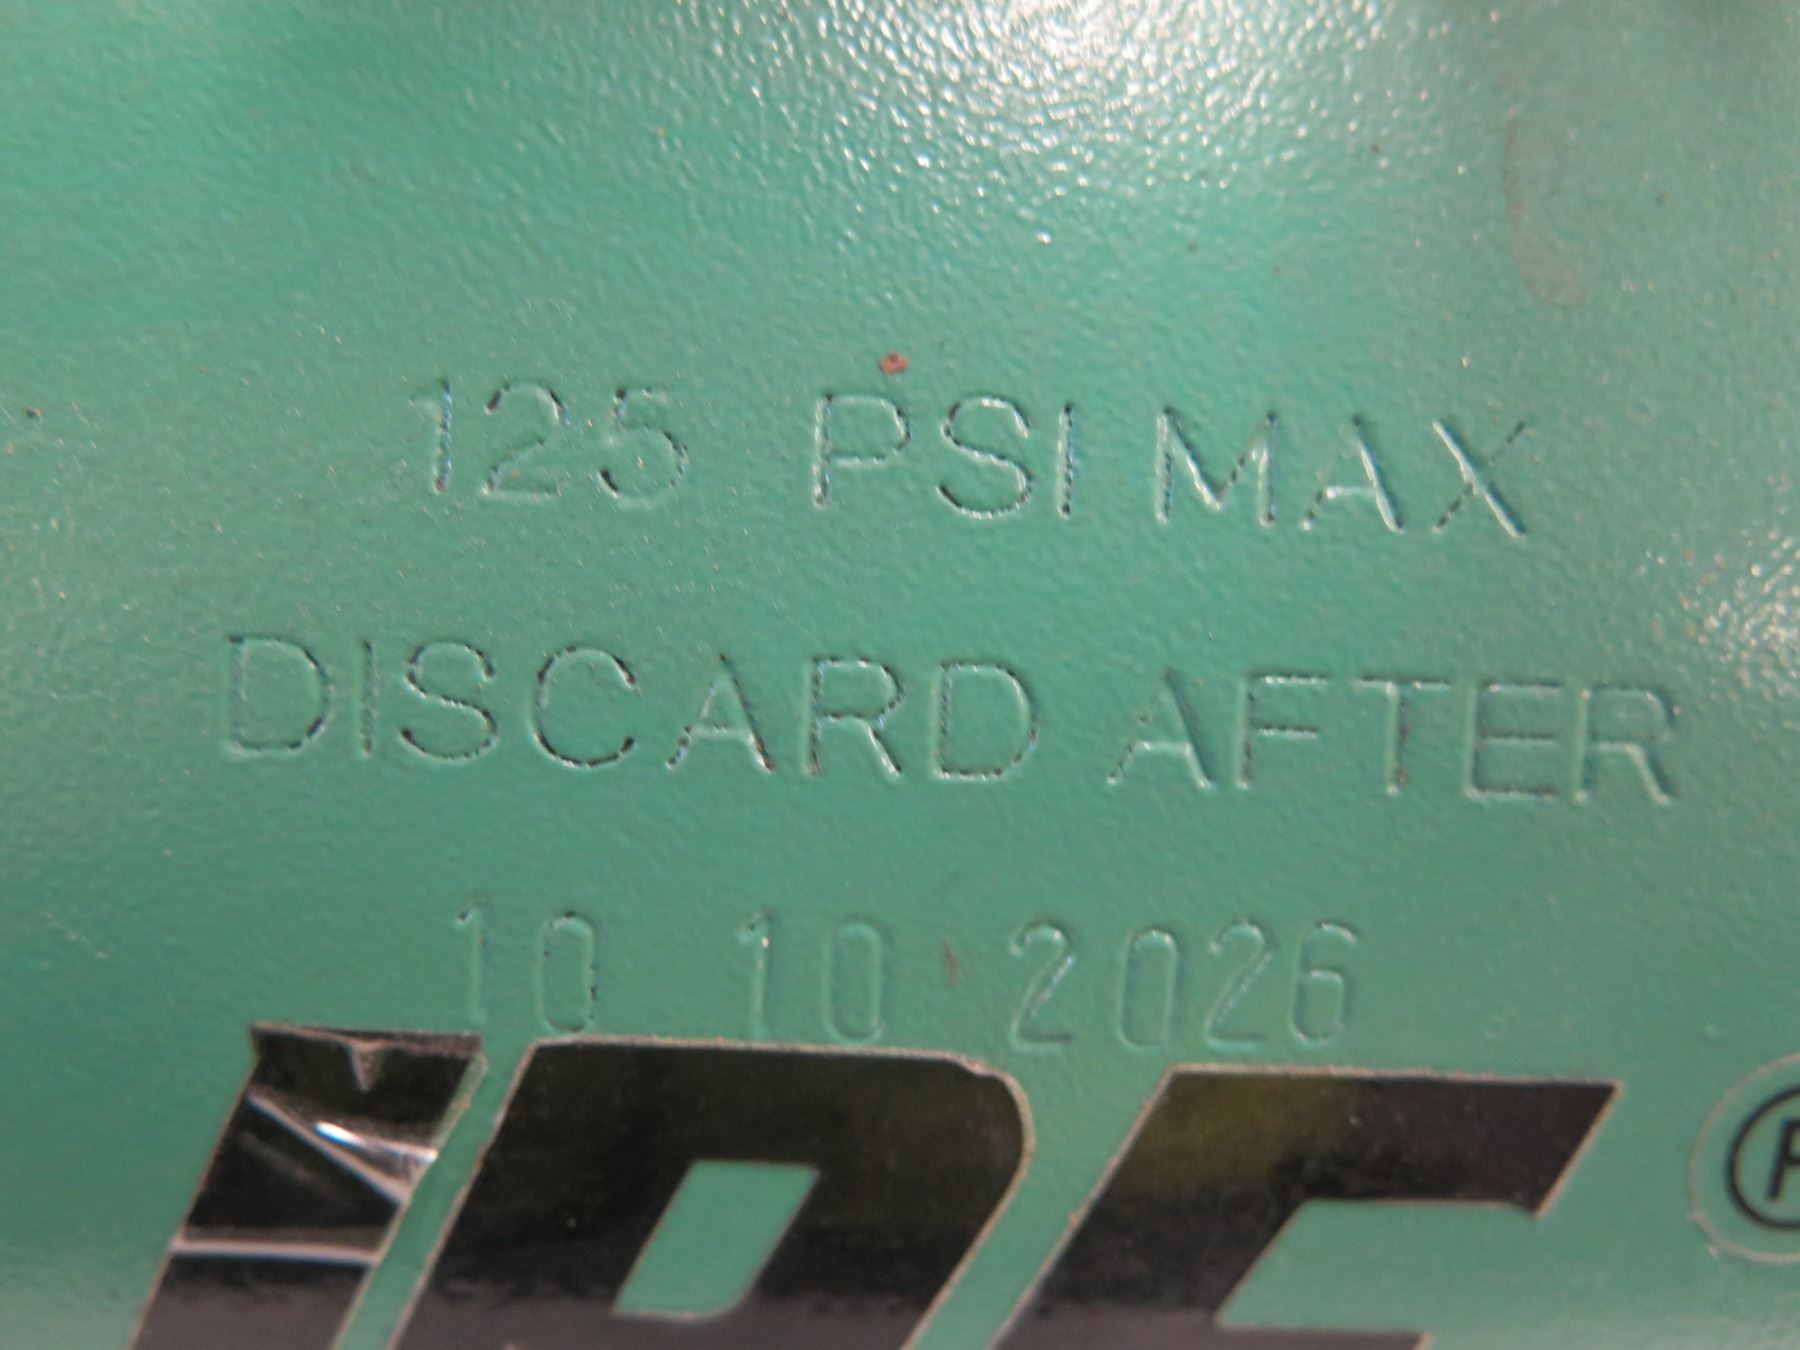 125 PSI MAX
DISCARD AFTER
10 10 2026
®